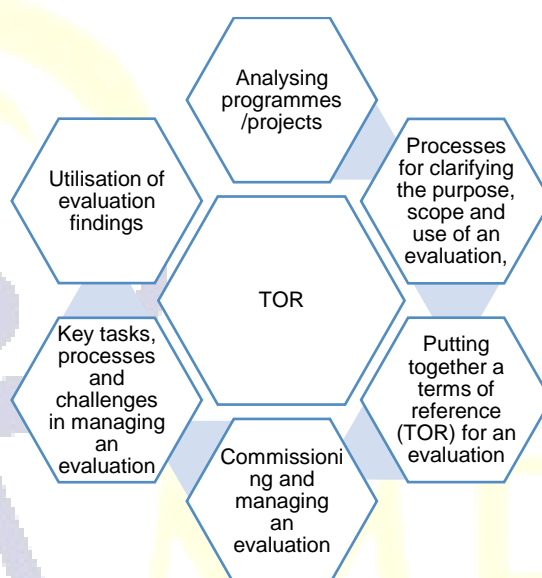 Analysing
programmes
/projects
Processes
for clarifying
the purpose,
scope and
use of an
evaluation,
Utilisation of
evaluation
findings
TOR
Key tasks,
processes
and
challenges
in managing
an
evaluation
Putting
together a
terms of
reference
(TOR) for an
evaluation
Commissioni
ng and
managing
an
evaluation